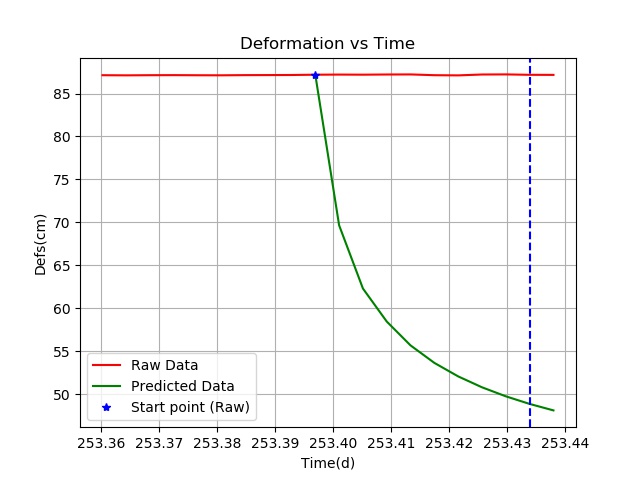 Deformation vs Time
Defs(cm)
85
80
75
70
65
60
55
50
Raw Data
Predicted Data
Start point (Raw)
253.36 253.37 253.38 253.39 253.40 253.41 253.42 253.43 253.44
Time(d)